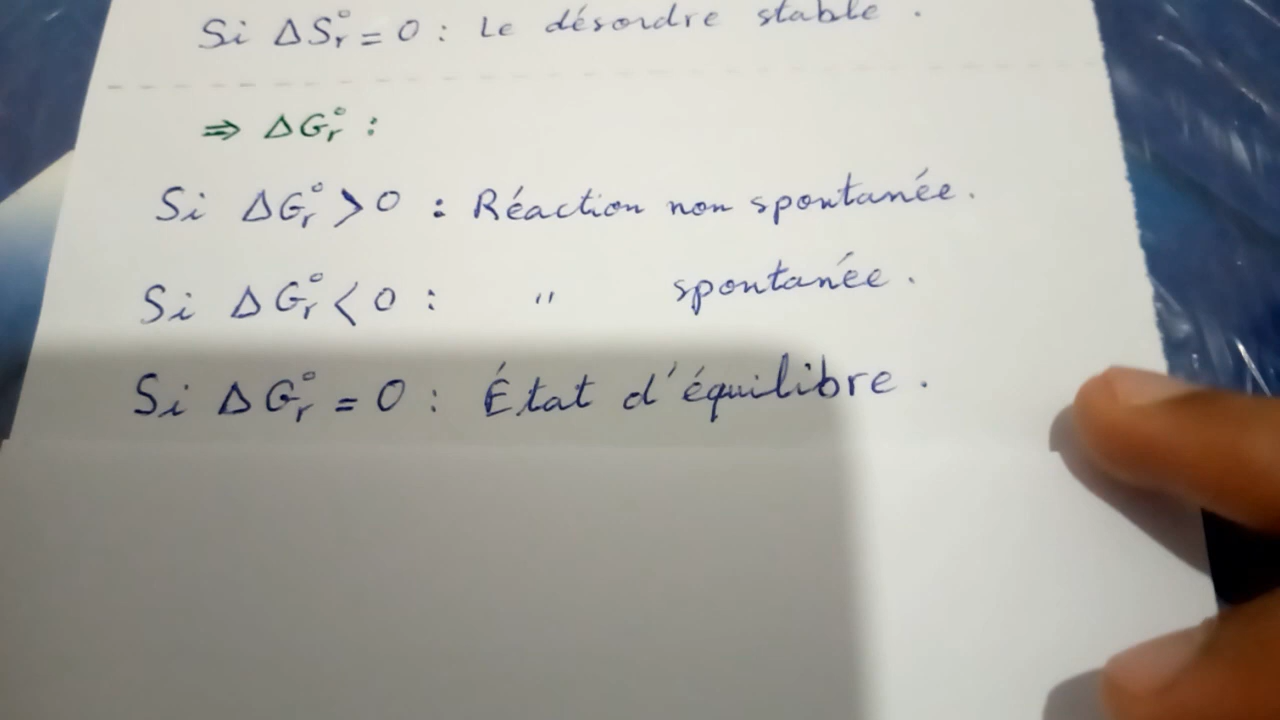 Si ΔS°r = 0 : Le désordre stable .
⇒ ΔG°r :
Si ΔG°r > 0 : Réaction non spontanée .
Si ΔG°r < 0 : " spontanée .
Si ΔG°r = 0 : État d'équilibre .